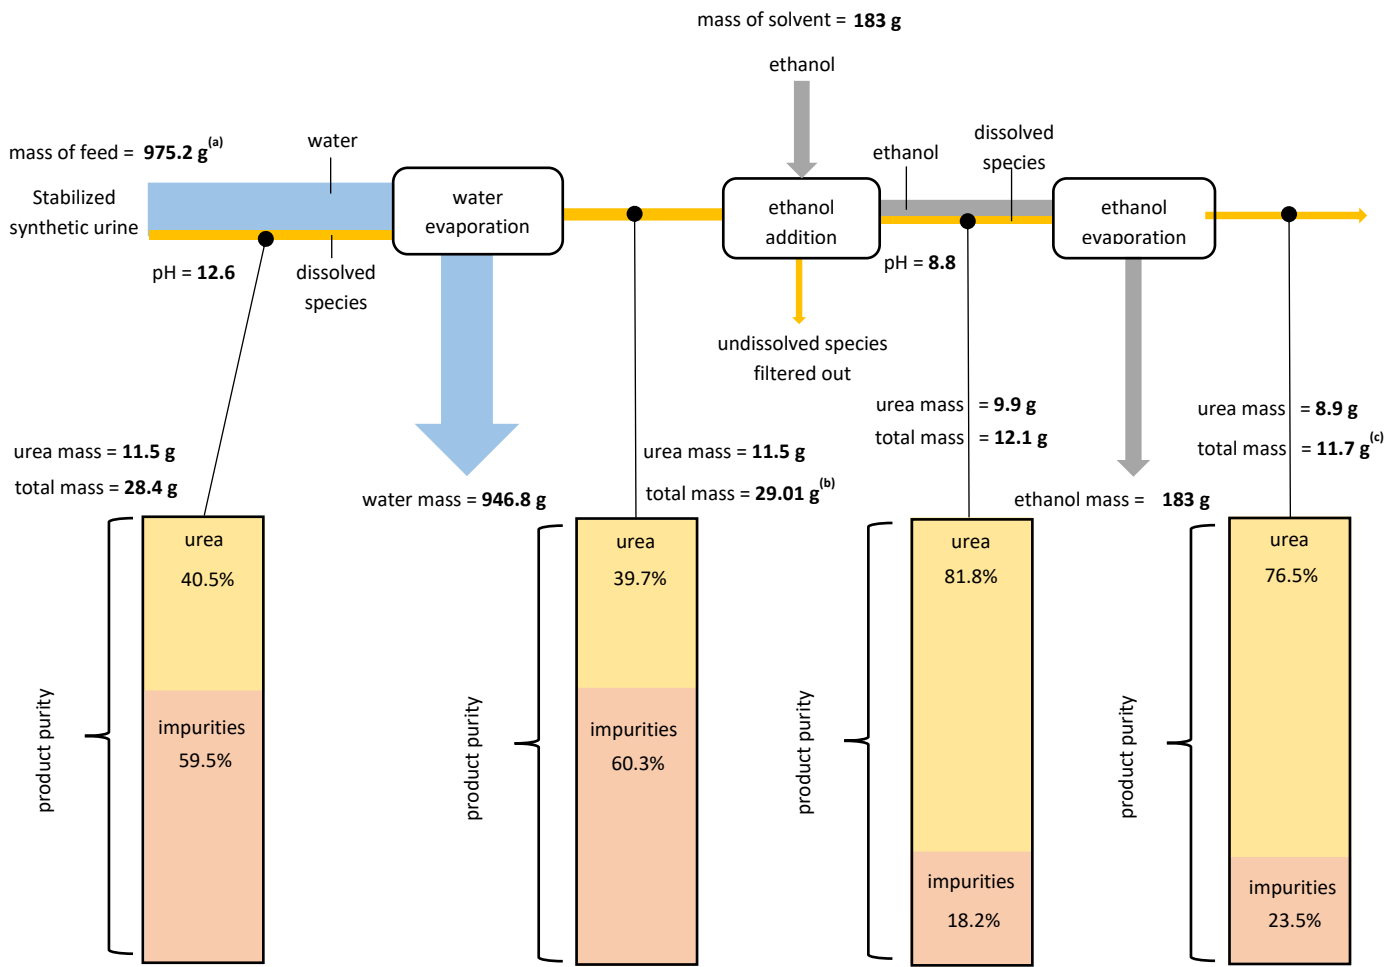 mass of solvent = 183 g
ethanol
mass of feed = 975.2 g(a)
water
Stabilized
synthetic urine
water
evaporation
ethanol
addition
ethanol
dissolved
species
ethanol
evaporation
pH = 12.6
dissolved
species
pH = 8.8
undissolved species
filtered out
urea mass = 11.5 g
total mass = 28.4 g
water mass = 946.8 g
urea mass = 11.5 g
total mass = 29.01 g(b)
urea mass = 9.9 g
total mass = 12.1 g
ethanol mass = 183 g
urea mass = 8.9 g
total mass = 11.7 g(c)
product purity
urea
40.5%
impurities
59.5%
product purity
urea
39.7%
impurities
60.3%
product purity
urea
81.8%
impurities
18.2%
product purity
urea
76.5%
impurities
23.5%